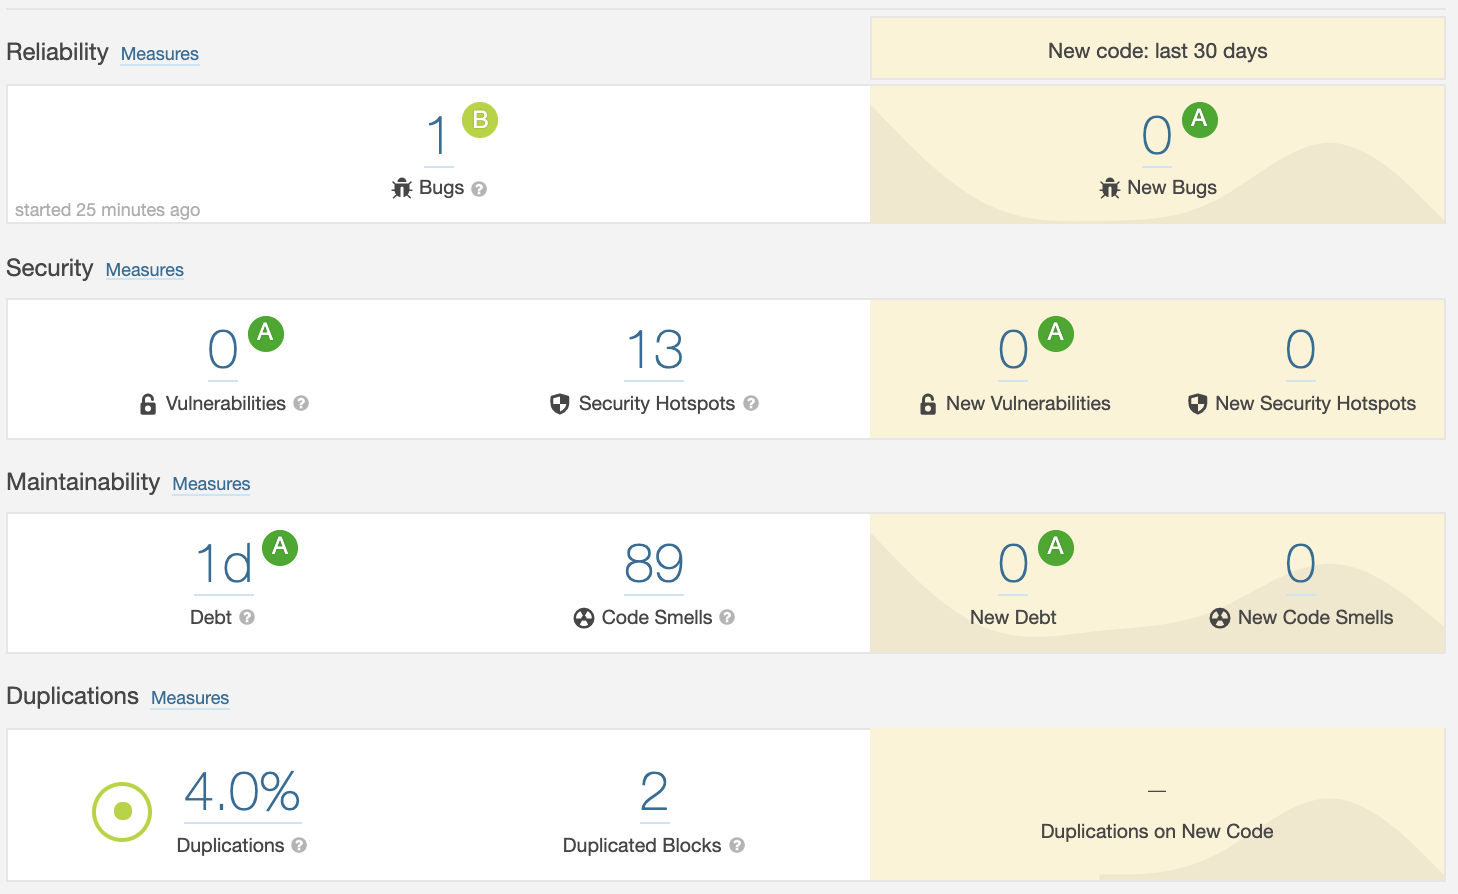 Reliability Measures
New code: last 30 days
1 B
Bugs ?
started 25 minutes ago
0 A
New Bugs
Security Measures
0 A
Vulnerabilities ?
13
Security Hotspots ?
0 A
New Vulnerabilities
0
New Security Hotspots
Maintainability Measures
1d A
Debt ?
89
Code Smells ?
0 A
New Debt
0
New Code Smells
Duplications Measures
4.0%
Duplications ?
2
Duplicated Blocks ?
—
Duplications on New Code